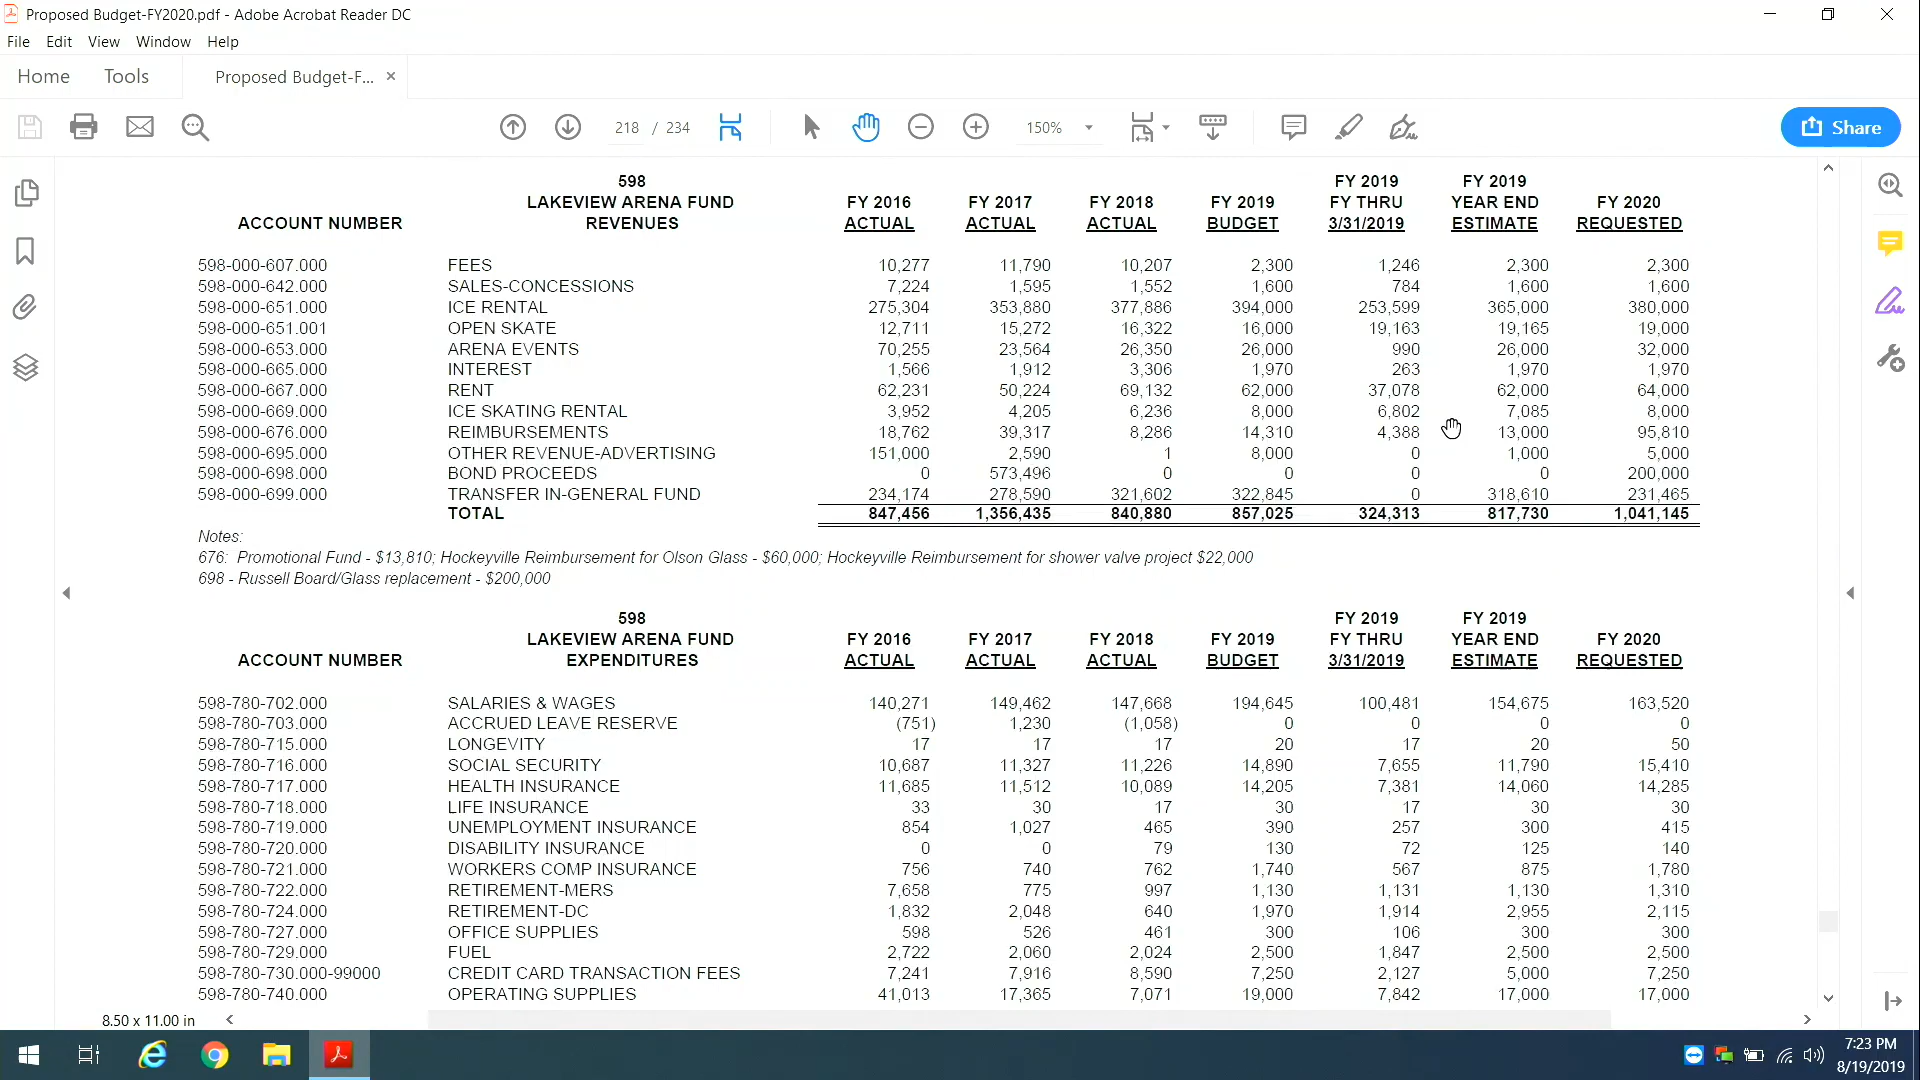 Proposed Budget-FY2020.pdf - Adobe Acrobat Reader DC
File Edit View Window Help
Home Tools Proposed Budget-F... ×
218 / 234 150% Share
598
LAKEVIEW ARENA FUND
REVENUES
ACCOUNT NUMBER FY 2016 ACTUAL FY 2017 ACTUAL FY 2018 ACTUAL FY 2019 BUDGET FY 2019 FY THRU 3/31/2019 FY 2019 YEAR END ESTIMATE FY 2020 REQUESTED
598-000-607.000 FEES 10,277 11,790 10,207 2,300 1,246 2,300 2,300
598-000-642.000 SALES-CONCESSIONS 7,224 1,595 1,552 1,600 784 1,600 1,600
598-000-651.000 ICE RENTAL 275,304 353,880 377,886 394,000 253,599 365,000 380,000
598-000-651.001 OPEN SKATE 12,711 15,272 16,322 16,000 19,163 19,165 19,000
598-000-653.000 ARENA EVENTS 70,255 23,564 26,350 26,000 990 26,000 32,000
598-000-665.000 INTEREST 1,566 1,912 3,306 1,970 263 1,970 1,970
598-000-667.000 RENT 62,231 50,224 69,132 62,000 37,078 62,000 64,000
598-000-669.000 ICE SKATING RENTAL 3,952 4,205 6,236 8,000 6,802 7,085 8,000
598-000-676.000 REIMBURSEMENTS 18,762 39,317 8,286 14,310 4,388 13,000 95,810
598-000-695.000 OTHER REVENUE-ADVERTISING 151,000 2,590 1 8,000 0 1,000 5,000
598-000-698.000 BOND PROCEEDS 0 573,496 0 0 0 0 200,000
598-000-699.000 TRANSFER IN-GENERAL FUND 234,174 278,590 321,602 322,845 0 318,610 231,465
TOTAL 847,456 1,356,435 840,880 857,025 324,313 817,730 1,041,145
Notes:
676: Promotional Fund - $13,810; Hockeyville Reimbursement for Olson Glass - $60,000; Hockeyville Reimbursement for shower valve project $22,000
698 - Russell Board/Glass replacement - $200,000
598
LAKEVIEW ARENA FUND
EXPENDITURES
ACCOUNT NUMBER FY 2016 ACTUAL FY 2017 ACTUAL FY 2018 ACTUAL FY 2019 BUDGET FY 2019 FY THRU 3/31/2019 FY 2019 YEAR END ESTIMATE FY 2020 REQUESTED
598-780-702.000 SALARIES & WAGES 140,271 149,462 147,668 194,645 100,481 154,675 163,520
598-780-703.000 ACCRUED LEAVE RESERVE (751) 1,230 (1,058) 0 0 0 0
598-780-715.000 LONGEVITY 17 17 17 20 17 20 50
598-780-716.000 SOCIAL SECURITY 10,687 11,327 11,226 14,890 7,655 11,790 15,410
598-780-717.000 HEALTH INSURANCE 11,685 11,512 10,089 14,205 7,381 14,060 14,285
598-780-718.000 LIFE INSURANCE 33 30 17 30 17 30 30
598-780-719.000 UNEMPLOYMENT INSURANCE 854 1,027 465 390 257 300 415
598-780-720.000 DISABILITY INSURANCE 0 0 79 130 72 125 140
598-780-721.000 WORKERS COMP INSURANCE 756 740 762 1,740 567 875 1,780
598-780-722.000 RETIREMENT-MERS 7,658 775 997 1,130 1,131 1,130 1,310
598-780-724.000 RETIREMENT-DC 1,832 2,048 640 1,970 1,914 2,955 2,115
598-780-727.000 OFFICE SUPPLIES 598 526 461 300 106 300 300
598-780-729.000 FUEL 2,722 2,060 2,024 2,500 1,847 2,500 2,500
598-780-730.000-99000 CREDIT CARD TRANSACTION FEES 7,241 7,916 8,590 7,250 2,127 5,000 7,250
598-780-740.000 OPERATING SUPPLIES 41,013 17,365 7,071 19,000 7,842 17,000 17,000
8.50 x 11.00 in
7:23 PM
8/19/2019